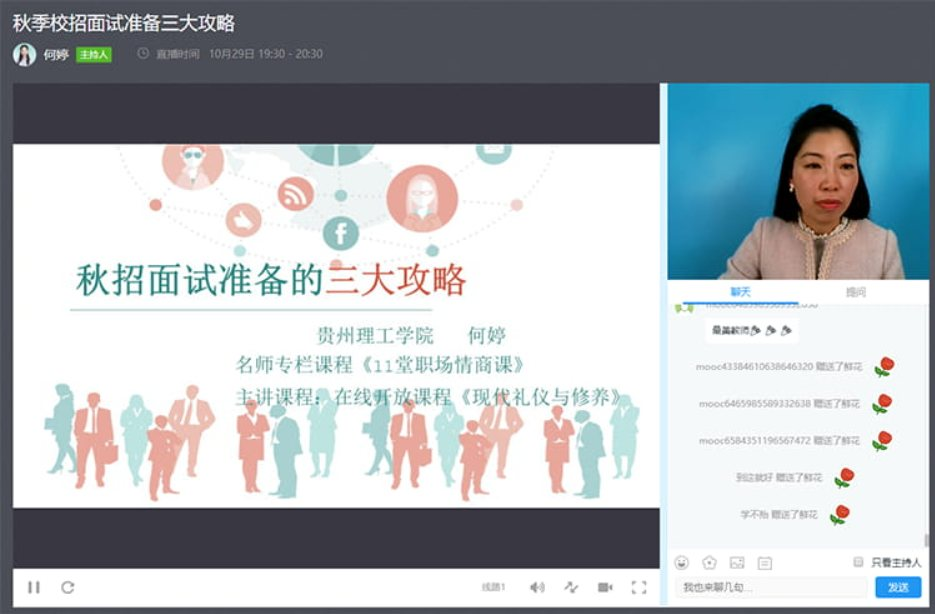 秋季校招面试准备三大攻略
何婷 主持人 直播时间 10月29日 19:30 - 20:30
秋招面试准备的三大攻略
贵州理工学院 何婷
名师专栏课程《11堂职场情商课》
主讲课程：在线开放课程《现代礼仪与修养》
线路1
聊天 提问
最美教师
mooc43384610638646320 赠送了鲜花
mooc6465985589332638 赠送了鲜花
mooc6584351196567472 赠送了鲜花
到这就好 赠送了鲜花
学不殆 赠送了鲜花
只看主持人
我也来聊几句...
发送